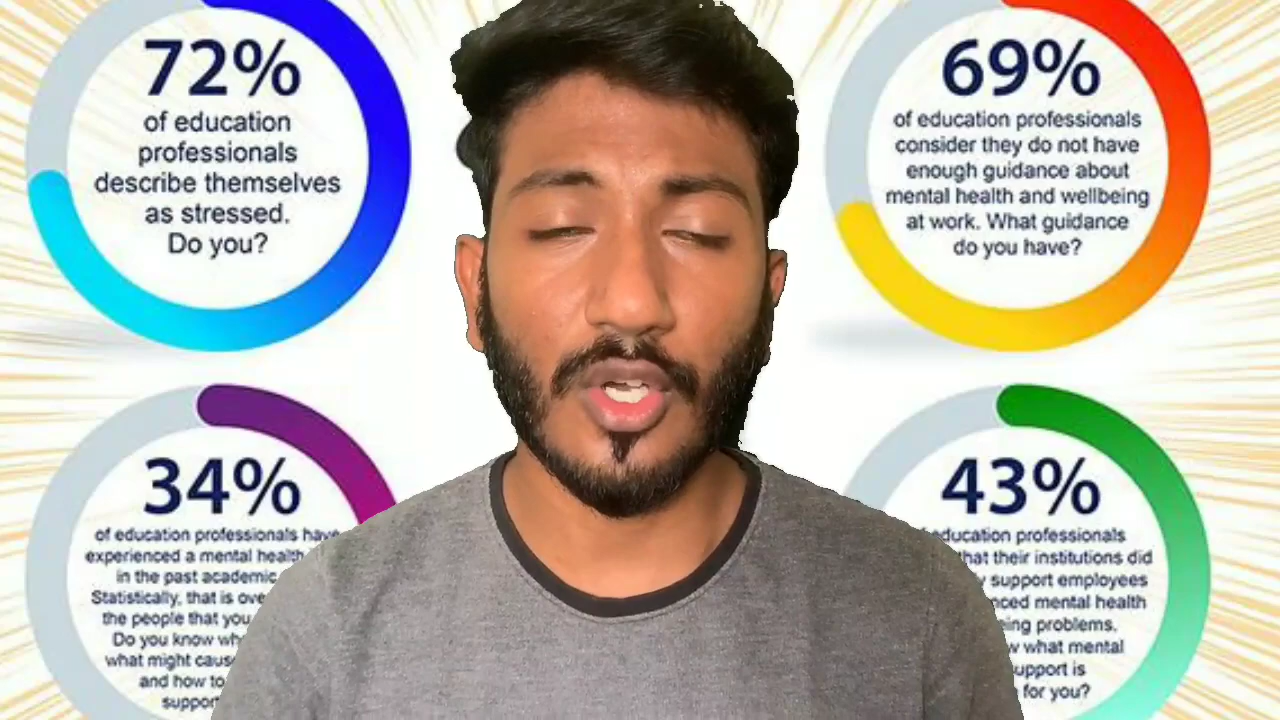 72%
of education
professionals
describe themselves
as stressed.
Do you?
69%
of education professionals
consider they do not have
enough guidance about
mental health and wellbeing
at work. What guidance
do you have?
34%
of education professionals have
experienced a mental health
in the past academic
Statistically, that is
the people that you
Do you know
what might
and how to
43%
education professionals
that their institutions did
support employees
mental health
problems.
what mental
support is
for you?